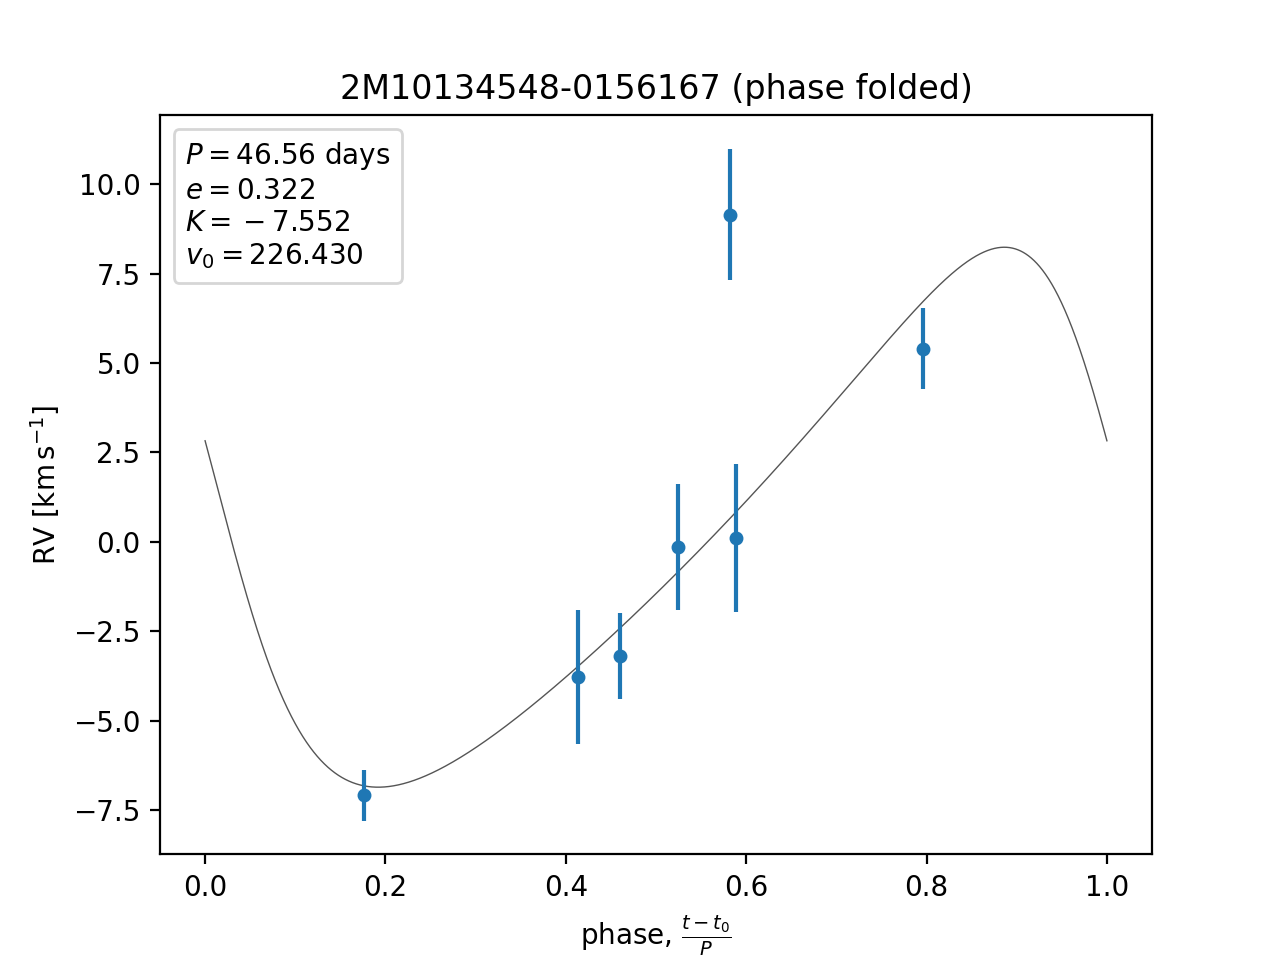 2M10134548-0156167 (phase folded)
P = 46.56 days
e = 0.322
K = −7.552
v₀ = 226.430
10.0
7.5
5.0
2.5
0.0
−2.5
−5.0
−7.5
RV [km s⁻¹]
0.0 0.2 0.4 0.6 0.8 1.0
phase, (t − t₀)/P